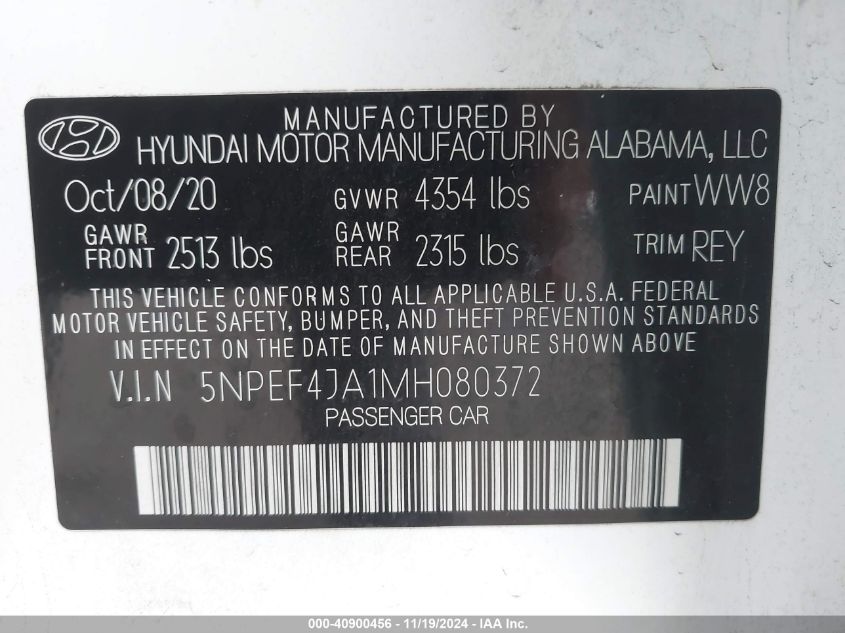 MANUFACTURED BY
HYUNDAI MOTOR MANUFACTURING ALABAMA, LLC
Oct/08/20 GVWR 4354 lbs PAINT WW8
GAWR FRONT 2513 lbs GAWR REAR 2315 lbs TRIM REY
THIS VEHICLE CONFORMS TO ALL APPLICABLE U.S.A. FEDERAL
MOTOR VEHICLE SAFETY, BUMPER, AND THEFT PREVENTION STANDARDS
IN EFFECT ON THE DATE OF MANUFACTURE SHOWN ABOVE
V.I.N 5NPEF4JA1MH080372
PASSENGER CAR
000-40900456 - 11/19/2024 - IAA Inc.